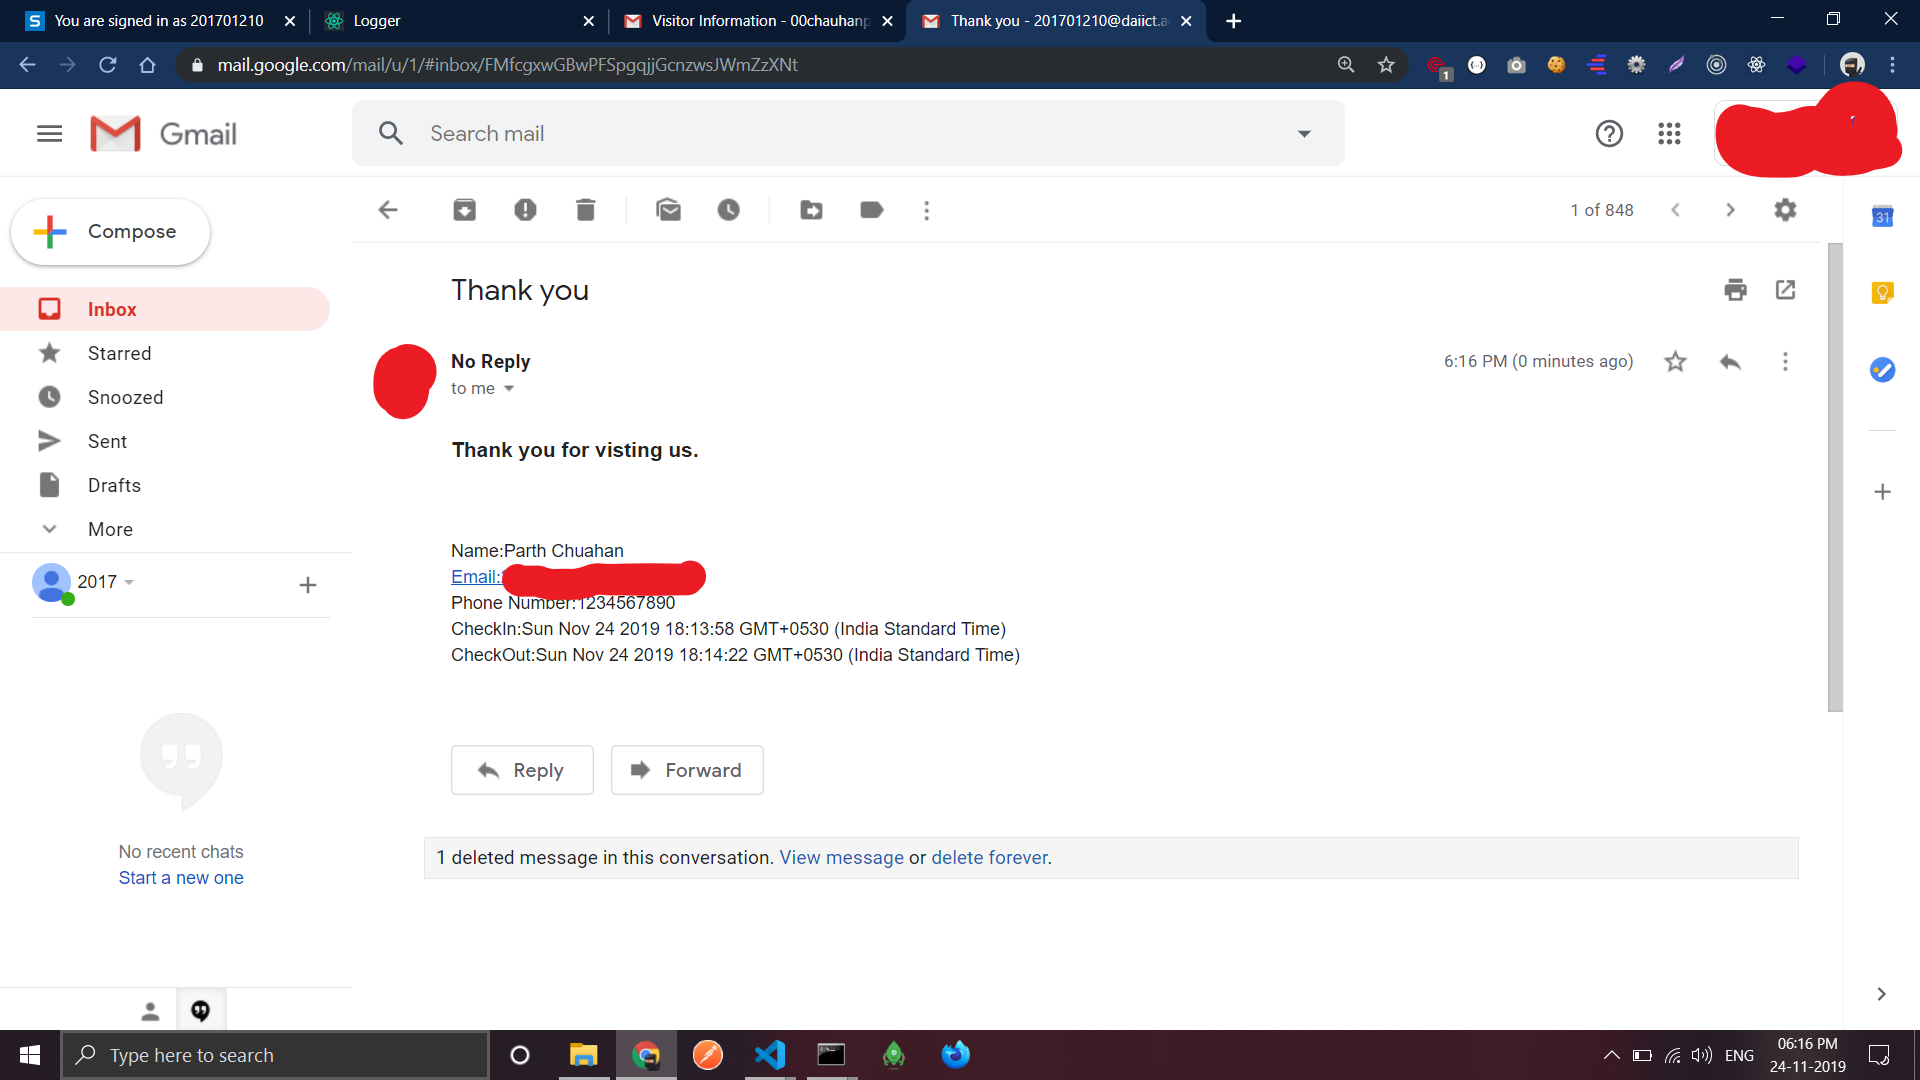 You are signed in as 201701210
Logger
Visitor Information - 00chauhanp
Thank you - 201701210@daiict.a
mail.google.com/mail/u/1/#inbox/FMfcgxwGBwPFSpgqjjGcnzwsJWmZzXNt
1
Gmail
Search mail
Compose
1 of 848
31
Inbox
Starred
Snoozed
Sent
Drafts
More
2017
No recent chats
Start a new one
Thank you
No Reply
6:16 PM (0 minutes ago)
to me
Thank you for visting us.
Name:Parth Chuahan
Email:
Phone Number:1234567890
CheckIn:Sun Nov 24 2019 18:13:58 GMT+0530 (India Standard Time)
CheckOut:Sun Nov 24 2019 18:14:22 GMT+0530 (India Standard Time)
Reply
Forward
1 deleted message in this conversation. View message or delete forever.
Type here to search
ENG
06:16 PM
24-11-2019